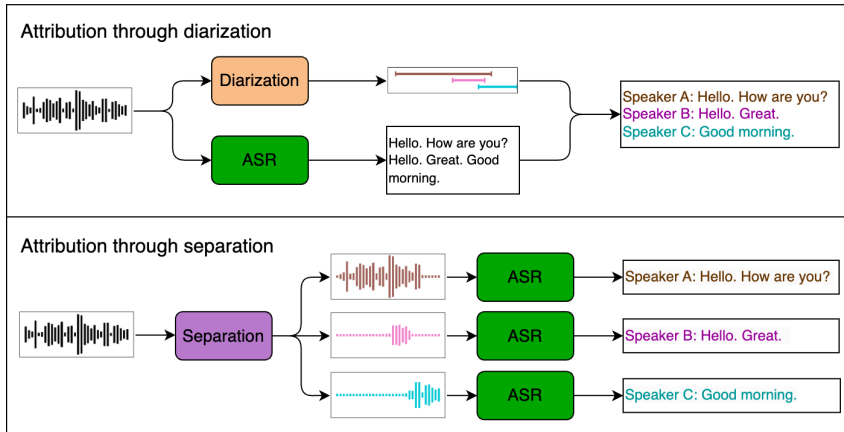 Attribution through diarization
Diarization
ASR
Hello. How are you?
Hello. Great. Good
morning.
Speaker A: Hello. How are you?
Speaker B: Hello. Great.
Speaker C: Good morning.
Attribution through separation
Separation
ASR
Speaker A: Hello. How are you?
ASR
Speaker B: Hello. Great.
ASR
Speaker C: Good morning.